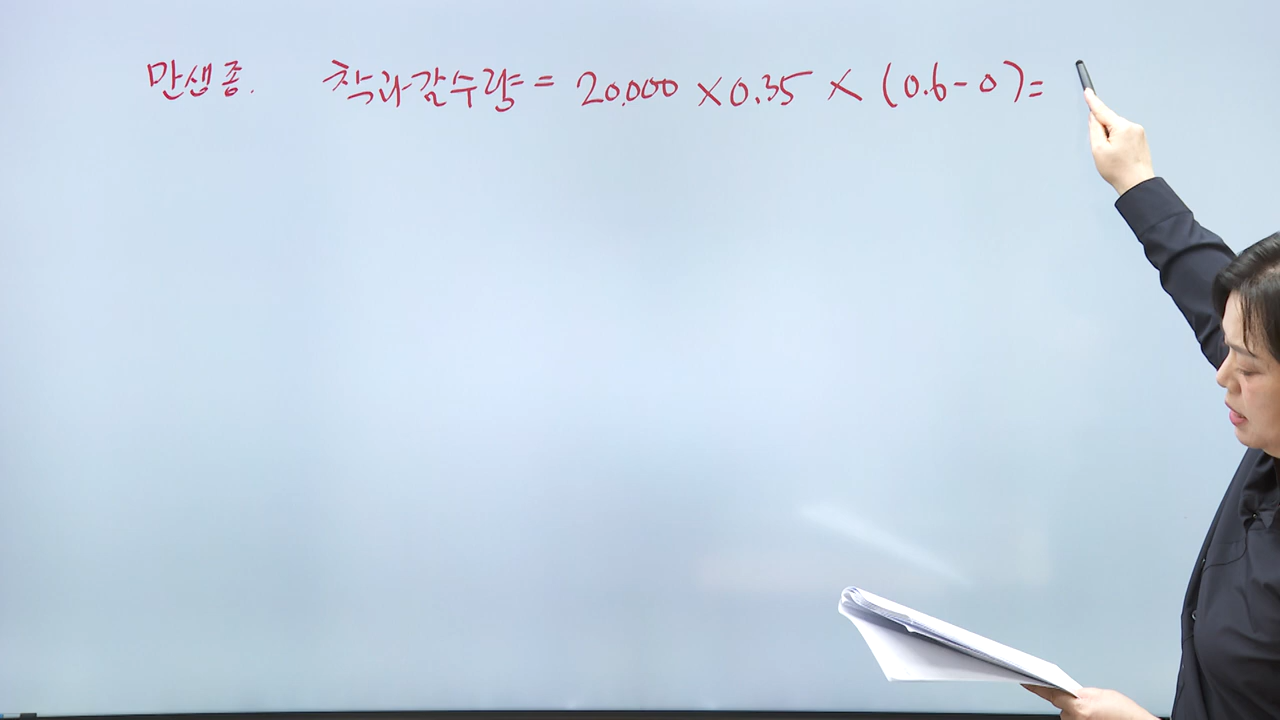 만생종. 착과감수량 = 20,000 × 0.35 × (0.6 - 0) =